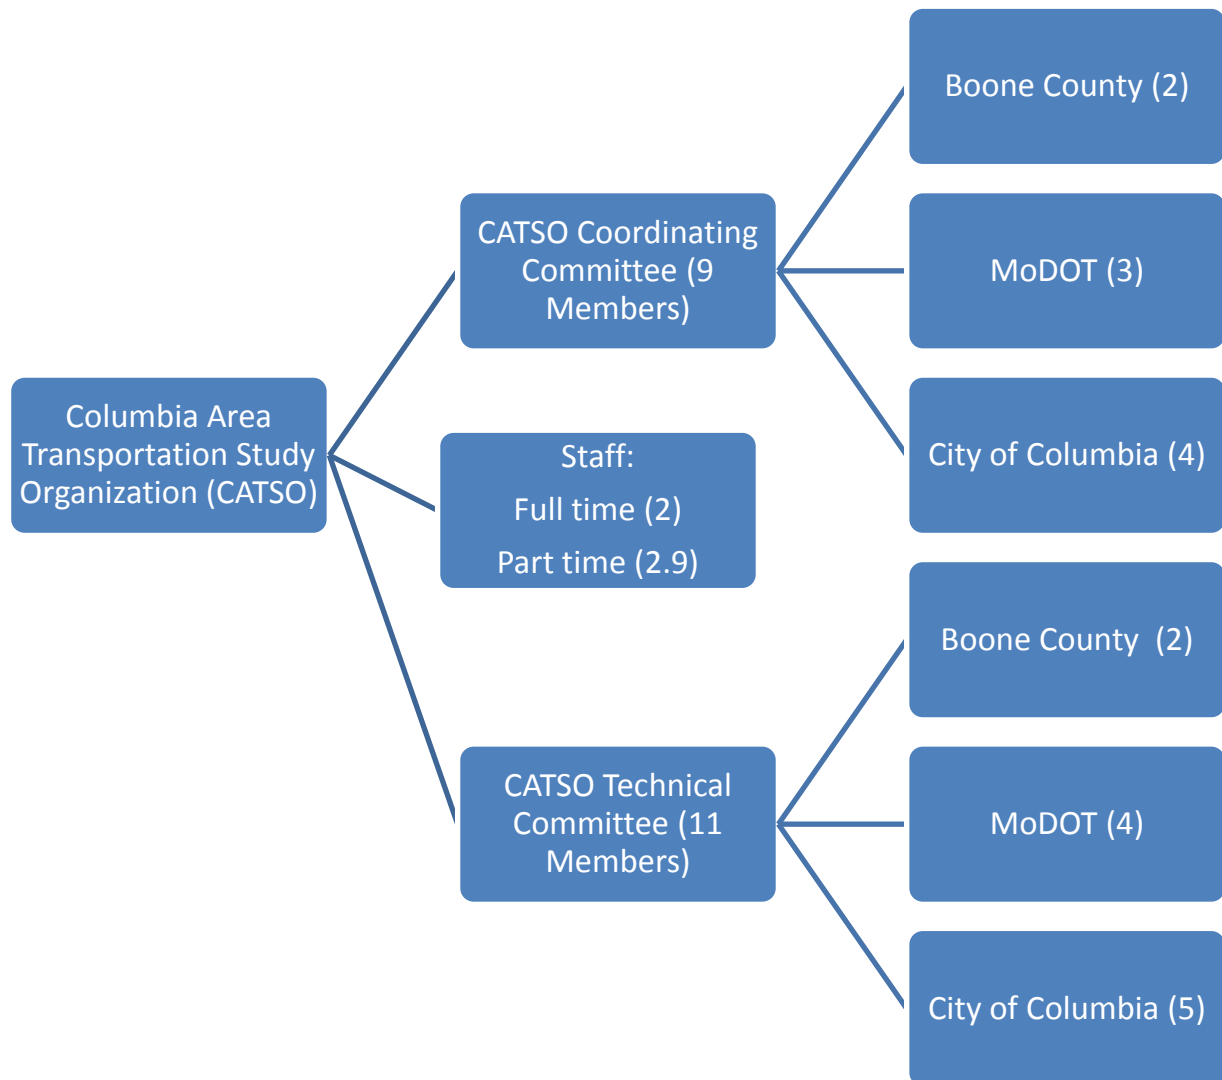 Columbia Area
Transportation Study
Organization (CATSO)
CATSO Coordinating
Committee (9
Members)
Boone County (2)
MoDOT (3)
City of Columbia (4)
Staff:
Full time (2)
Part time (2.9)
CATSO Technical
Committee (11
Members)
Boone County  (2)
MoDOT (4)
City of Columbia (5)